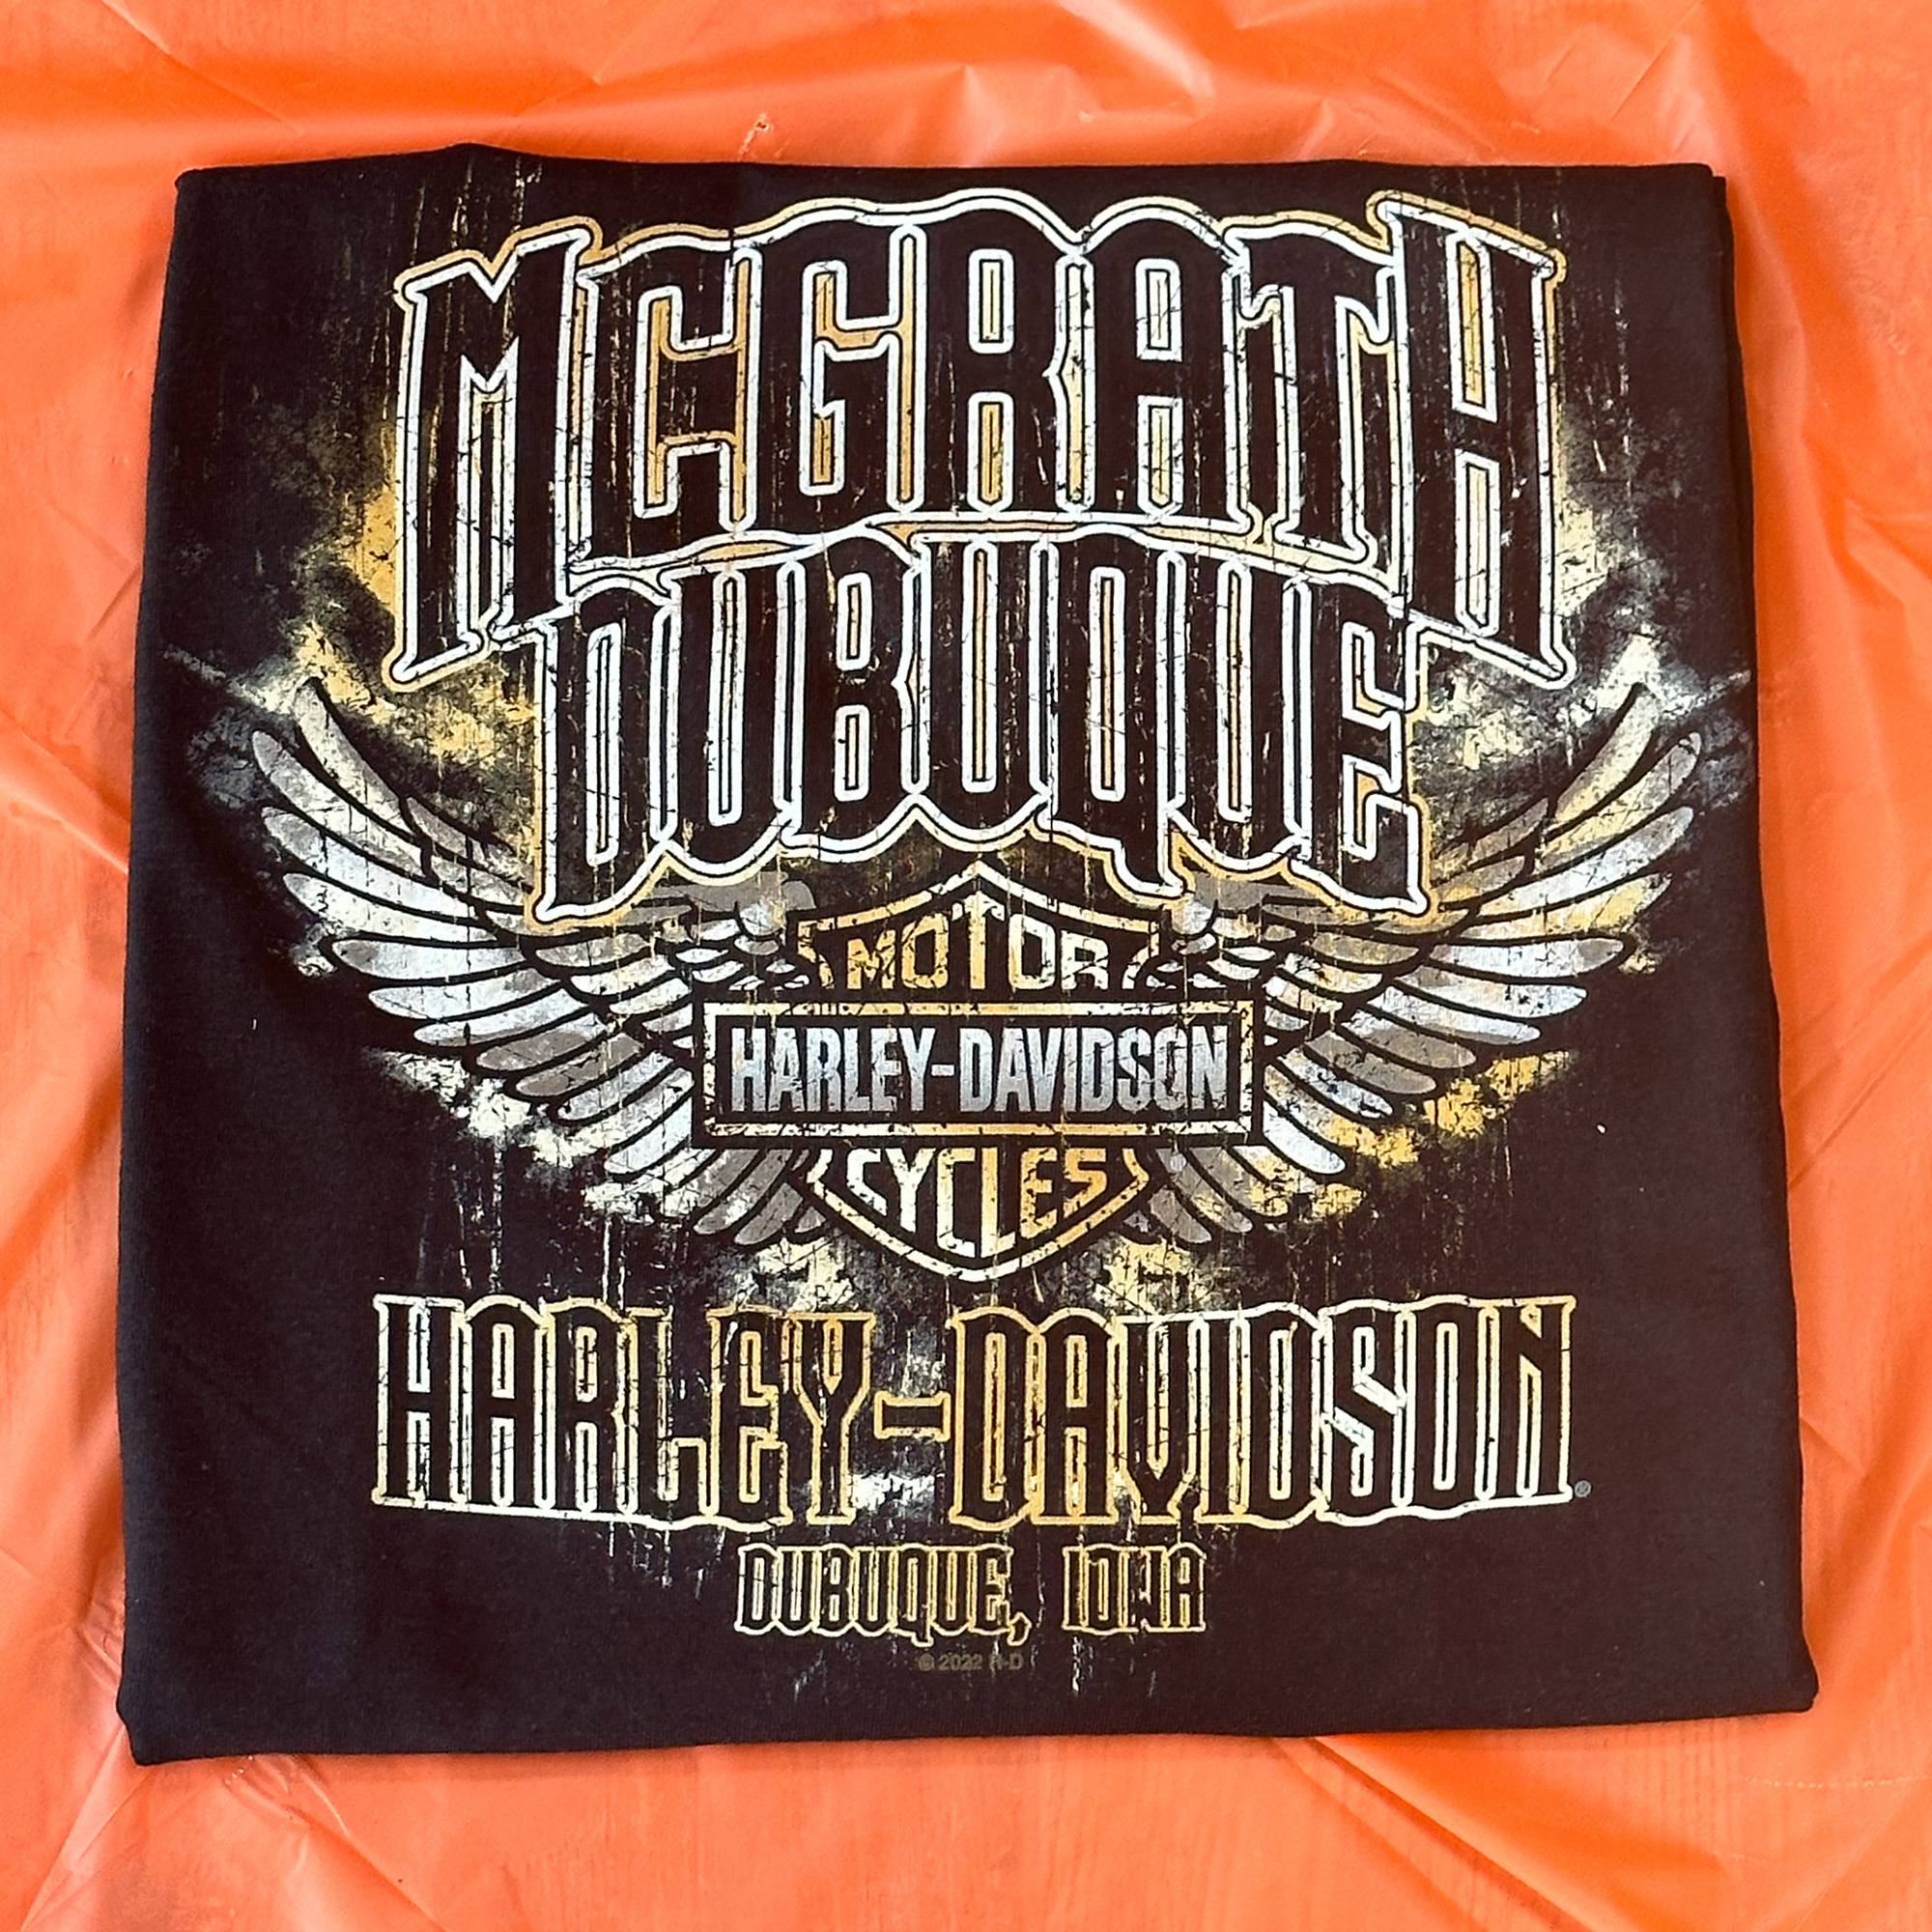 MCGRATH
DUBUQUE
MOTOR
HARLEY-DAVIDSON
CYCLES
HARLEY-DAVIDSON®
DUBUQUE, IOWA
© 2022 H-D